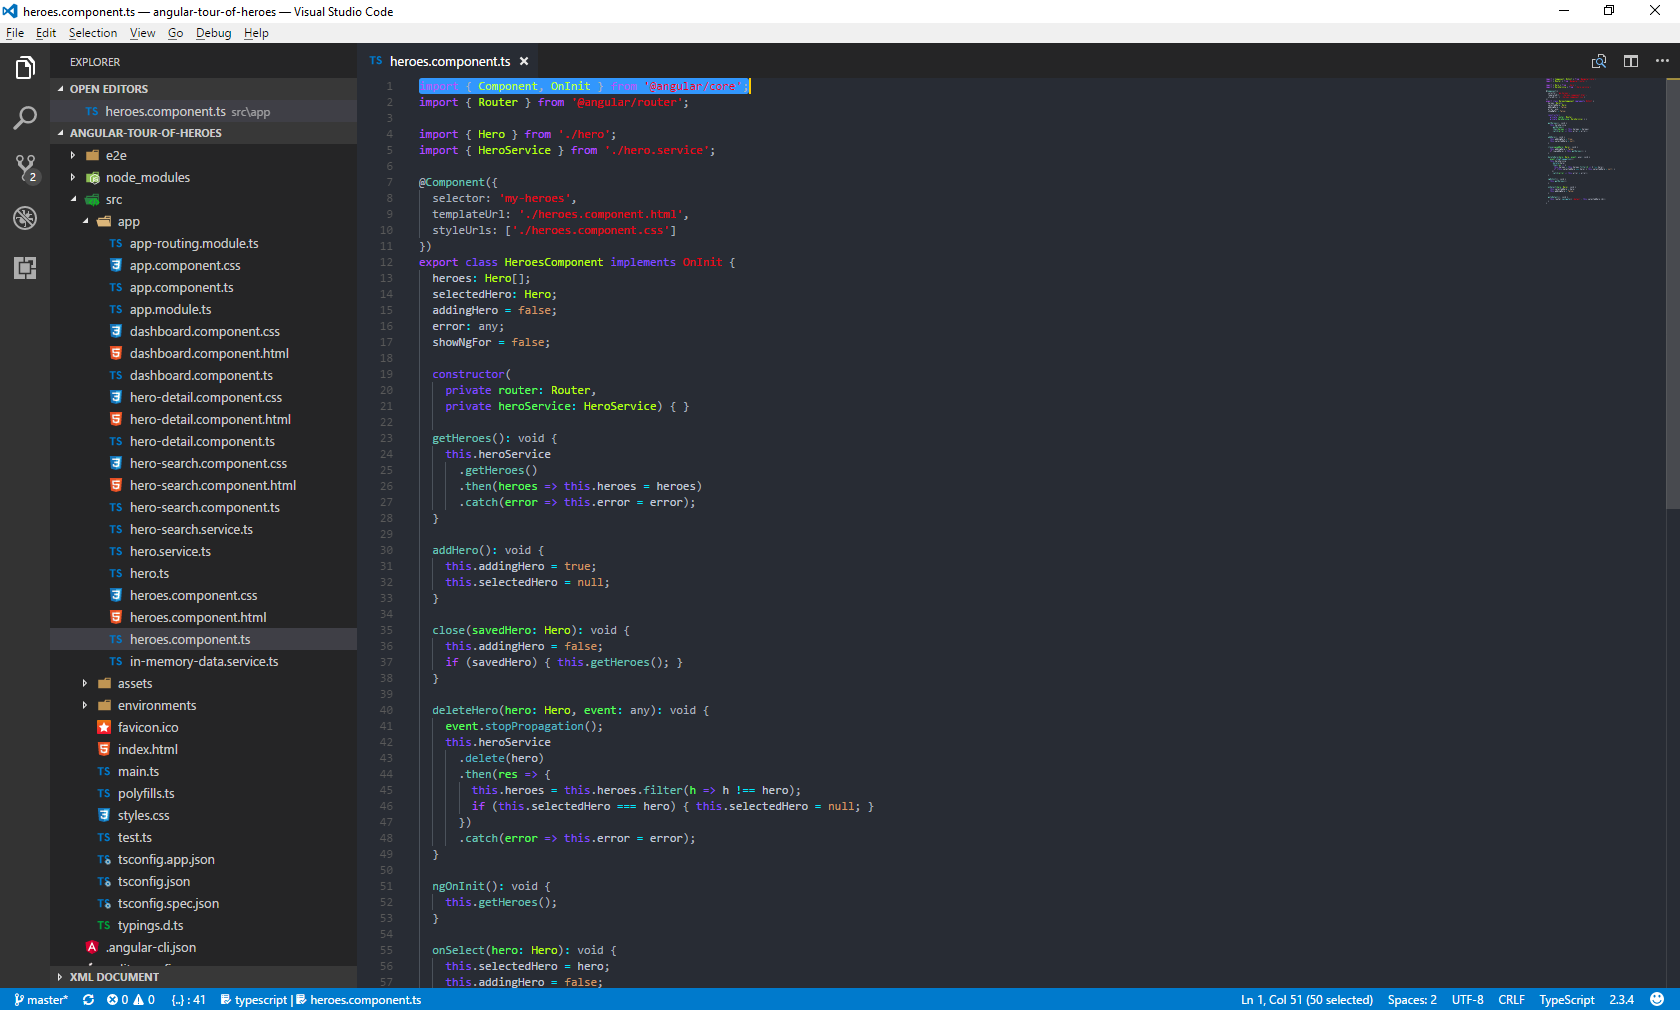 heroes.component.ts — angular-tour-of-heroes — Visual Studio Code
File Edit Selection View Go Debug Help
EXPLORER
OPEN EDITORS
TS heroes.component.ts src\app
ANGULAR-TOUR-OF-HEROES
e2e
node_modules
src
app
TS app-routing.module.ts
app.component.css
TS app.component.ts
TS app.module.ts
dashboard.component.css
dashboard.component.html
TS dashboard.component.ts
hero-detail.component.css
hero-detail.component.html
TS hero-detail.component.ts
hero-search.component.css
hero-search.component.html
TS hero-search.component.ts
TS hero-search.service.ts
TS hero.service.ts
TS hero.ts
heroes.component.css
heroes.component.html
TS heroes.component.ts
TS in-memory-data.service.ts
assets
environments
favicon.ico
index.html
TS main.ts
TS polyfills.ts
styles.css
TS test.ts
tsconfig.app.json
tsconfig.json
tsconfig.spec.json
TS typings.d.ts
.angular-cli.json
XML DOCUMENT
2
TS heroes.component.ts ×
1 import { Component, OnInit } from '@angular/core';
2 import { Router } from '@angular/router';
3
4 import { Hero } from './hero';
5 import { HeroService } from './hero.service';
6
7 @Component({
8 selector: 'my-heroes',
9 templateUrl: './heroes.component.html',
10 styleUrls: ['./heroes.component.css']
11 })
12 export class HeroesComponent implements OnInit {
13 heroes: Hero[];
14 selectedHero: Hero;
15 addingHero = false;
16 error: any;
17 showNgFor = false;
18
19 constructor(
20 private router: Router,
21 private heroService: HeroService) { }
22
23 getHeroes(): void {
24 this.heroService
25 .getHeroes()
26 .then(heroes => this.heroes = heroes)
27 .catch(error => this.error = error);
28 }
29
30 addHero(): void {
31 this.addingHero = true;
32 this.selectedHero = null;
33 }
34
35 close(savedHero: Hero): void {
36 this.addingHero = false;
37 if (savedHero) { this.getHeroes(); }
38 }
39
40 deleteHero(hero: Hero, event: any): void {
41 event.stopPropagation();
42 this.heroService
43 .delete(hero)
44 .then(res => {
45 this.heroes = this.heroes.filter(h => h !== hero);
46 if (this.selectedHero === hero) { this.selectedHero = null; }
47 })
48 .catch(error => this.error = error);
49 }
50
51 ngOnInit(): void {
52 this.getHeroes();
53 }
54
55 onSelect(hero: Hero): void {
56 this.selectedHero = hero;
57 this.addingHero = false;
master* 0 0 {..} : 41 typescript | heroes.component.ts
Ln 1, Col 51 (50 selected) Spaces: 2 UTF-8 CRLF TypeScript 2.3.4